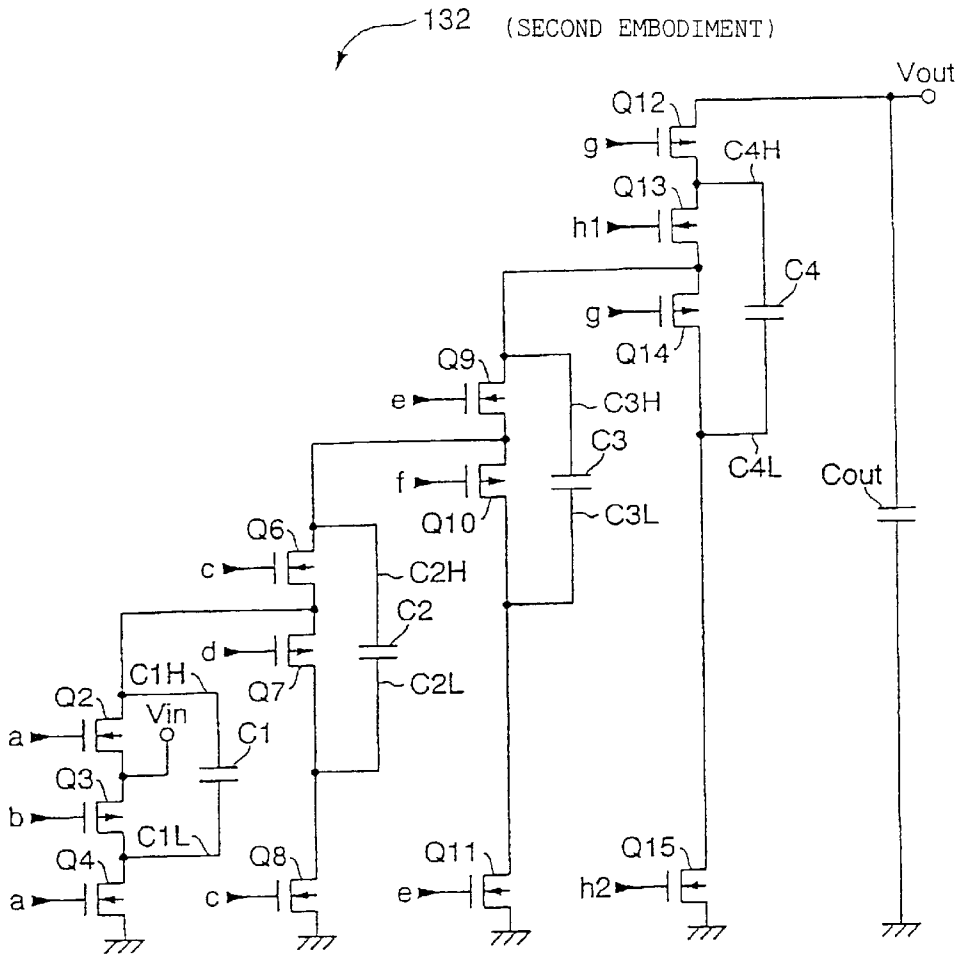 132 (SECOND EMBODIMENT)
Vout
Q12
g
C4H
Q13
h1
C4
g
Q14
Q9
e
C3H
C4L
C3
Cout
f
Q10
C3L
Q6
c
C2H
C2
d
C1H
Q7
C2L
Q2
Vin
a
C1
Q3
b
C1L
Q4
Q8
Q11
Q15
a
c
e
h2